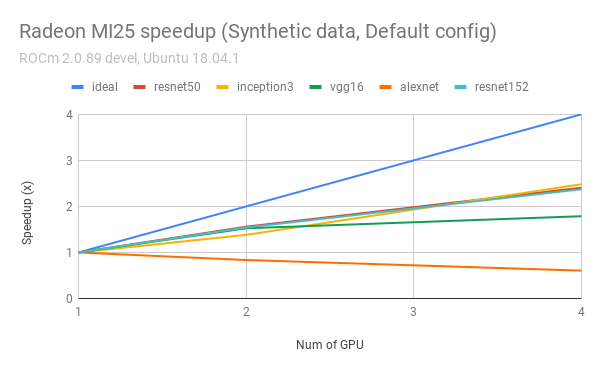 Radeon MI25 speedup (Synthetic data, Default config)
ROCm 2.0.89 devel, Ubuntu 18.04.1
ideal resnet50 inception3 vgg16 alexnet resnet152
4
3
2
1
0
Speedup (x)
1 2 3 4
Num of GPU